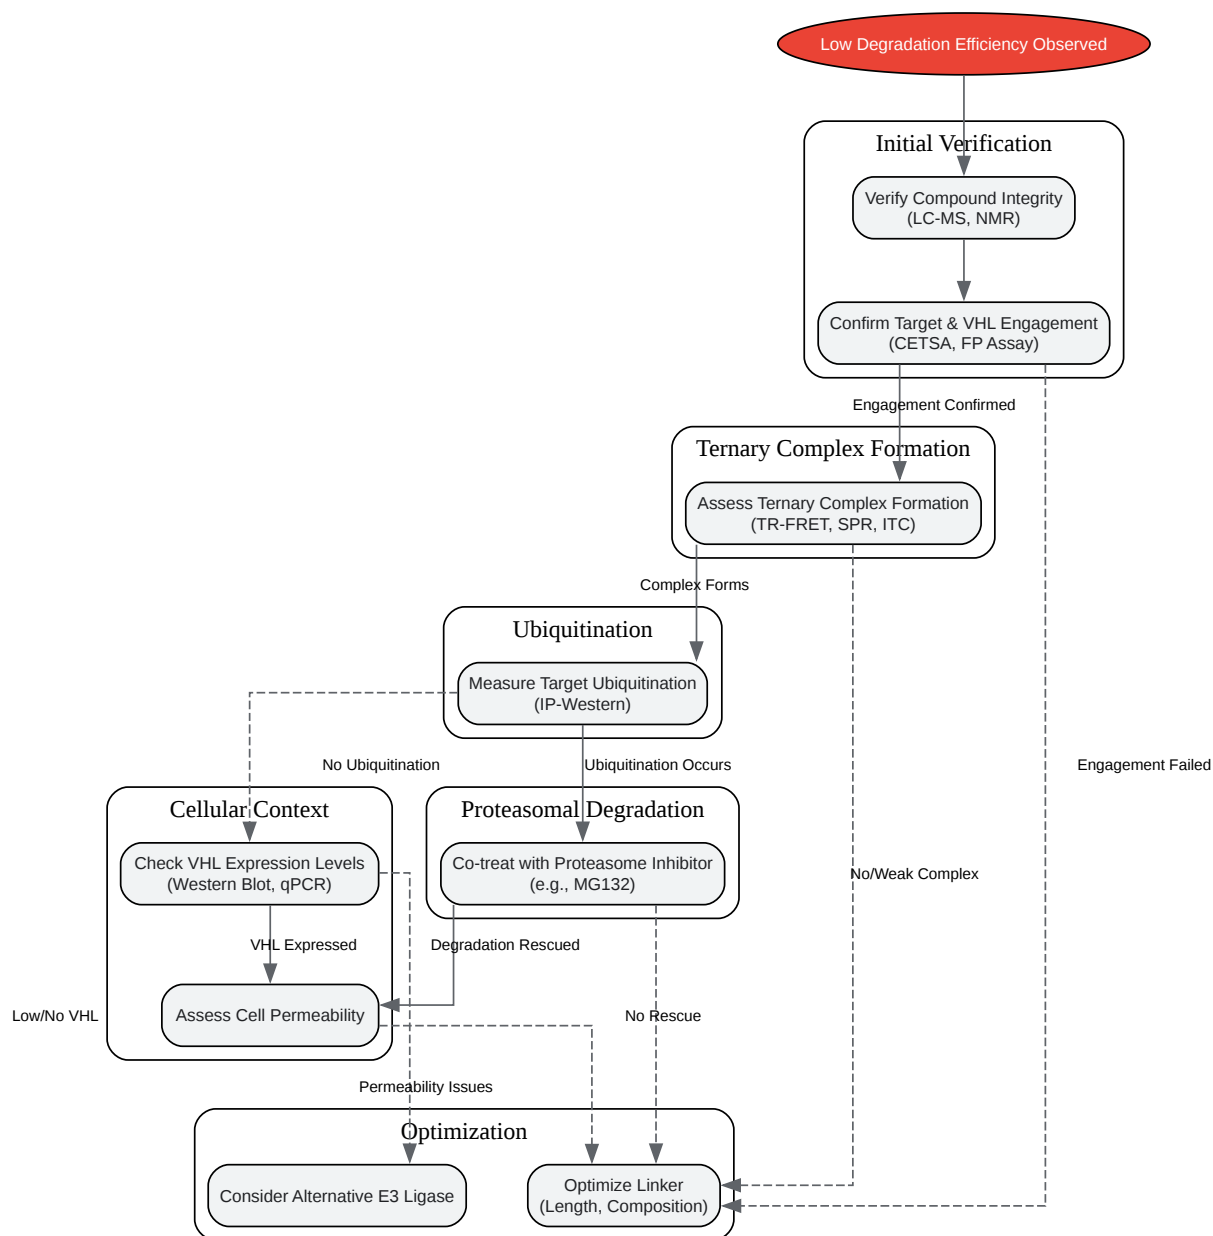 Low Degradation Efficiency Observed
Initial Verification
Verify Compound Integrity
(LC-MS, NMR)
Confirm Target & VHL Engagement
(CETSA, FP Assay)
Engagement Confirmed
Ternary Complex Formation
Assess Ternary Complex Formation
(TR-FRET, SPR, ITC)
Complex Forms
Ubiquitination
Measure Target Ubiquitination
(IP-Western)
No Ubiquitination
Ubiquitination Occurs
Engagement Failed
Cellular Context
Proteasomal Degradation
Check VHL Expression Levels
(Western Blot, qPCR)
Co-treat with Proteasome Inhibitor
(e.g., MG132)
No/Weak Complex
VHL Expressed
Degradation Rescued
Assess Cell Permeability
Low/No VHL
No Rescue
Permeability Issues
Optimization
Consider Alternative E3 Ligase
Optimize Linker
(Length, Composition)